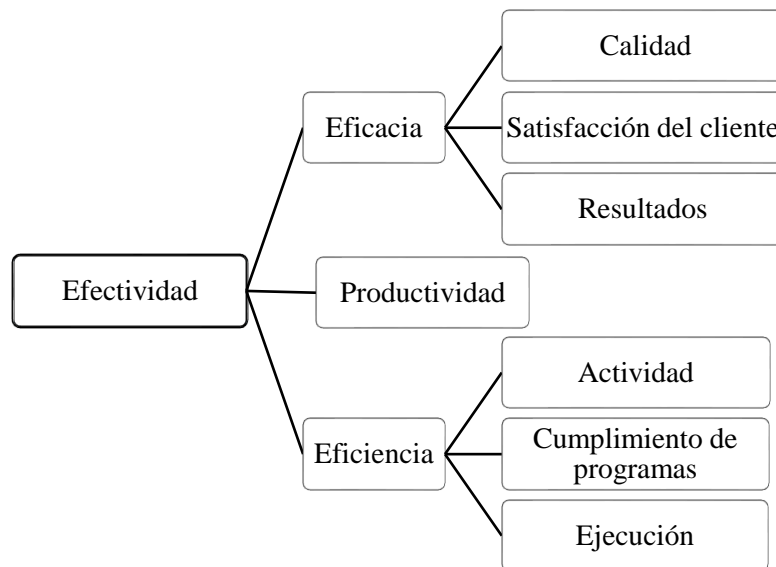 Efectividad
Eficacia
Calidad
Satisfacción del cliente
Resultados
Productividad
Eficiencia
Actividad
Cumplimiento de
programas
Ejecución